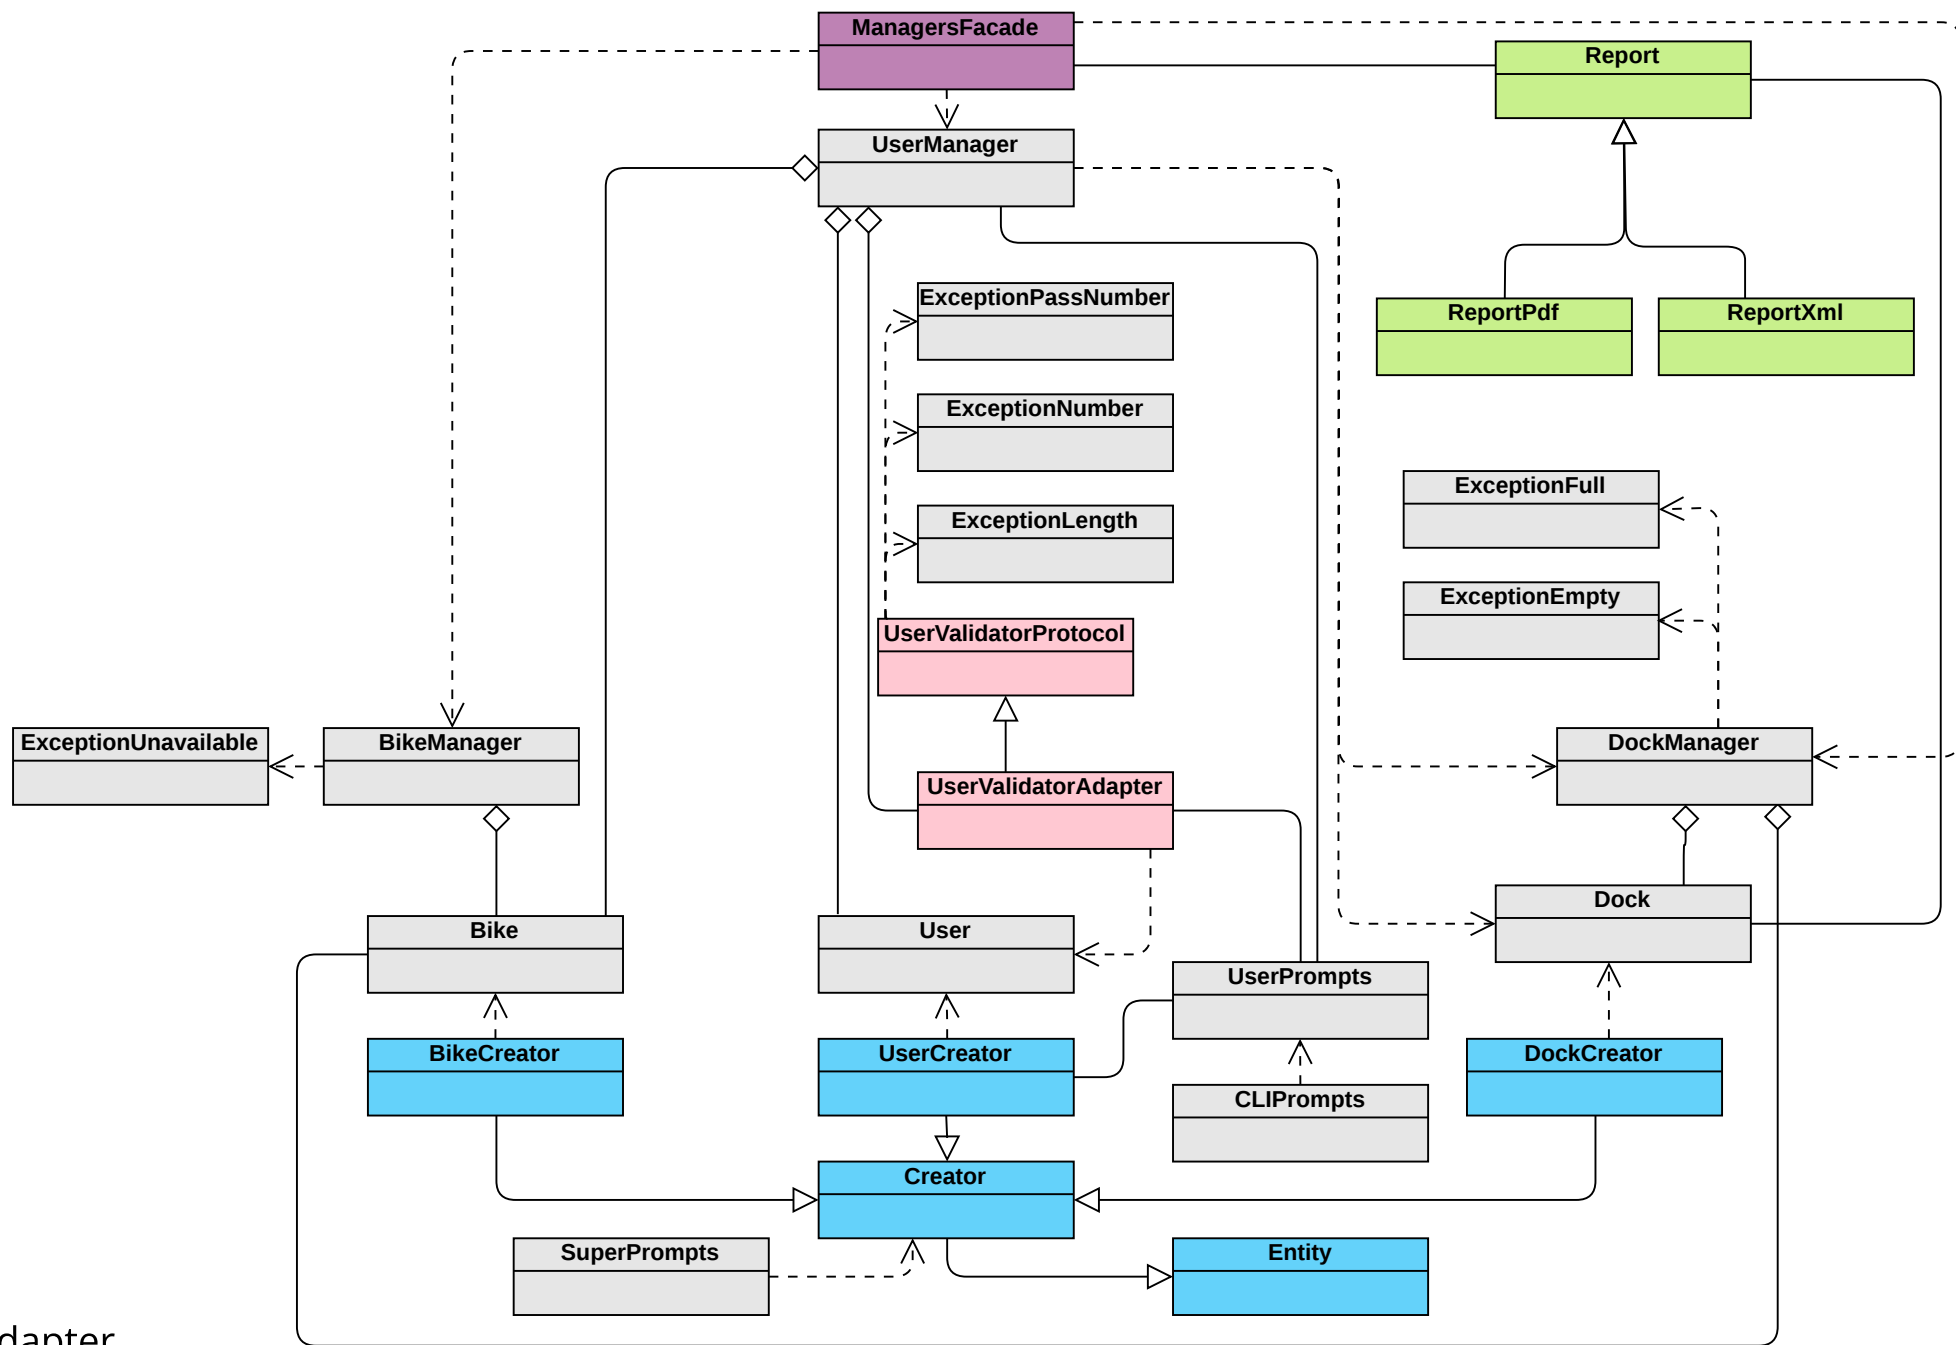 ManagersFacade
Report
UserManager
ExceptionPassNumber
ReportPdf
ReportXml
ExceptionNumber
ExceptionFull
ExceptionLength
ExceptionEmpty
UserValidatorProtocol
ExceptionUnavailable
BikeManager
DockManager
UserValidatorAdapter
Dock
Bike
User
UserPrompts
BikeCreator
UserCreator
DockCreator
CLIPrompts
Creator
SuperPrompts
Entity
dapter